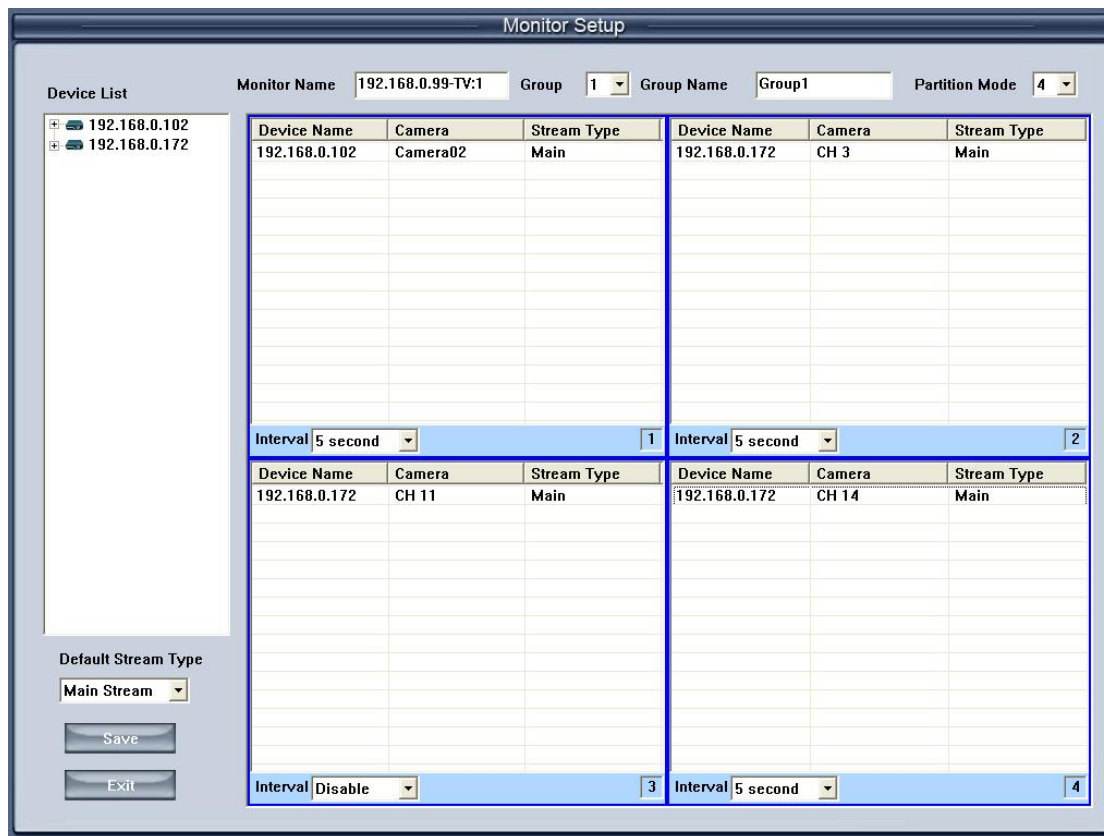 Monitor Setup
Monitor Name 192.168.0.99-TV:1 Group 1 Group Name Group1 Partition Mode 4
Device List
192.168.0.102
192.168.0.172
Device Name Camera Stream Type
192.168.0.102 Camera02 Main
Interval 5 second 1
Device Name Camera Stream Type
192.168.0.172 CH 3 Main
Interval 5 second 2
Device Name Camera Stream Type
192.168.0.172 CH 11 Main
Interval Disable 3
Device Name Camera Stream Type
192.168.0.172 CH 14 Main
Interval 5 second 4
Default Stream Type
Main Stream
Save
Exit